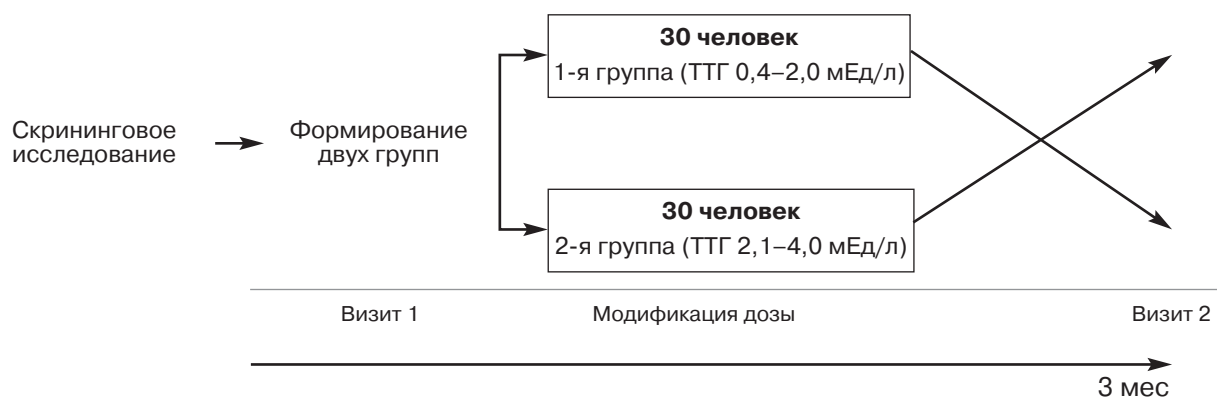 Скрининговое
исследование
Формирование
двух групп
30 человек
1-я группа (ТТГ 0,4–2,0 мЕд/л)
30 человек
2-я группа (ТТГ 2,1–4,0 мЕд/л)
Визит 1
Модификация дозы
Визит 2
3 мес